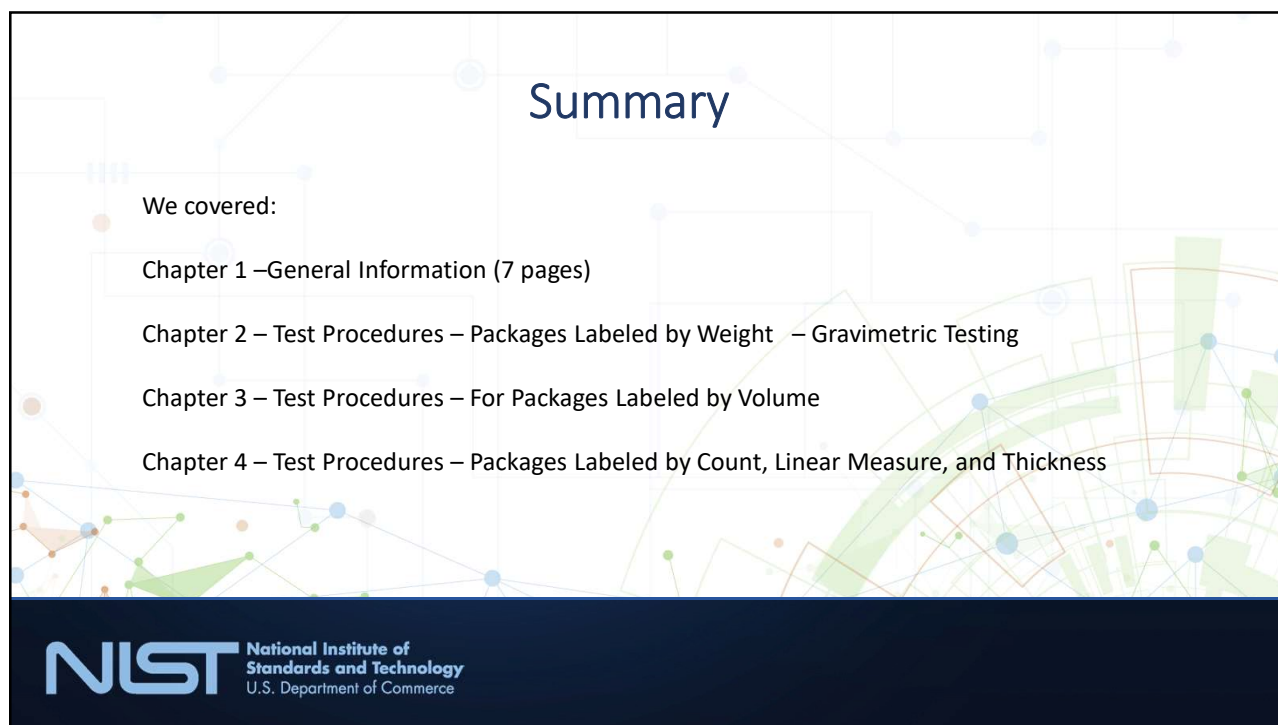 Summary
We covered:
Chapter 1 –General Information (7 pages)
Chapter 2 – Test Procedures – Packages Labeled by Weight  – Gravimetric Testing
Chapter 3 – Test Procedures – For Packages Labeled by Volume
Chapter 4 – Test Procedures – Packages Labeled by Count, Linear Measure, and Thickness
NIST
National Institute of
Standards and Technology
U.S. Department of Commerce